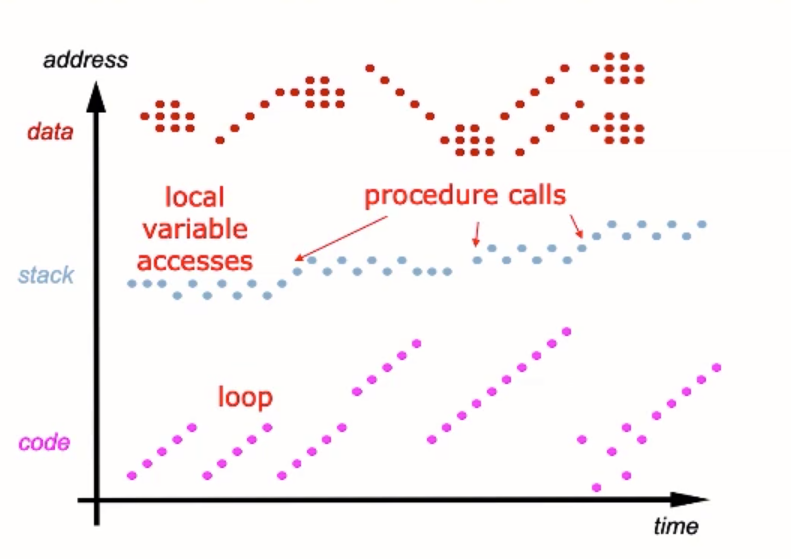 address
data
local
variable
accesses
procedure calls
stack
loop
code
time